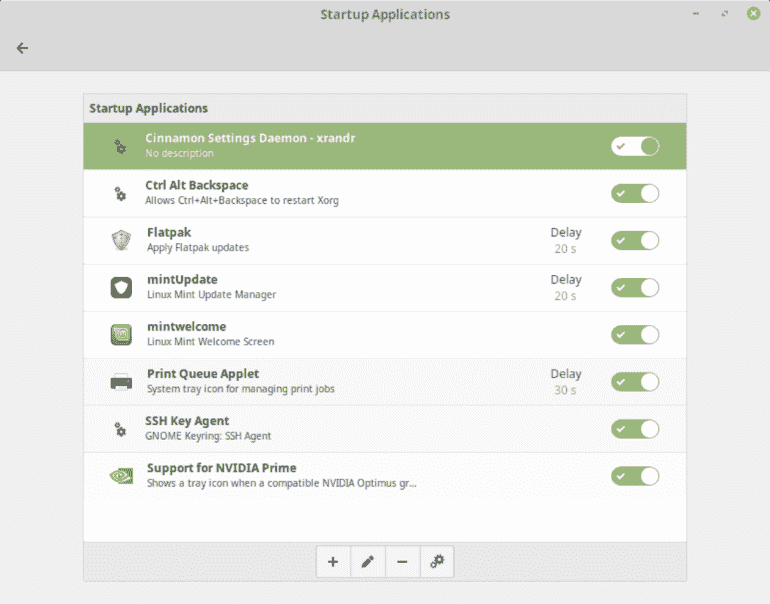 Startup Applications
Startup Applications
Cinnamon Settings Daemon - xrandr
No description
Ctrl Alt Backspace
Allows Ctrl+Alt+Backspace to restart Xorg
Flatpak
Apply Flatpak updates
Delay
20 s
mintUpdate
Linux Mint Update Manager
Delay
20 s
mintwelcome
Linux Mint Welcome Screen
Print Queue Applet
System tray icon for managing print jobs
Delay
30 s
SSH Key Agent
GNOME Keyring: SSH Agent
Support for NVIDIA Prime
Shows a tray icon when a compatible NVIDIA Optimus gr...